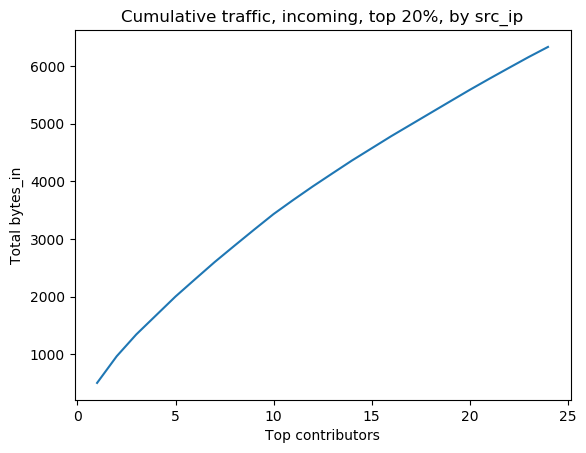 Cumulative traffic, incoming, top 20%, by src_ip
Total bytes_in
6000
5000
4000
3000
2000
1000
0 5 10 15 20 25
Top contributors